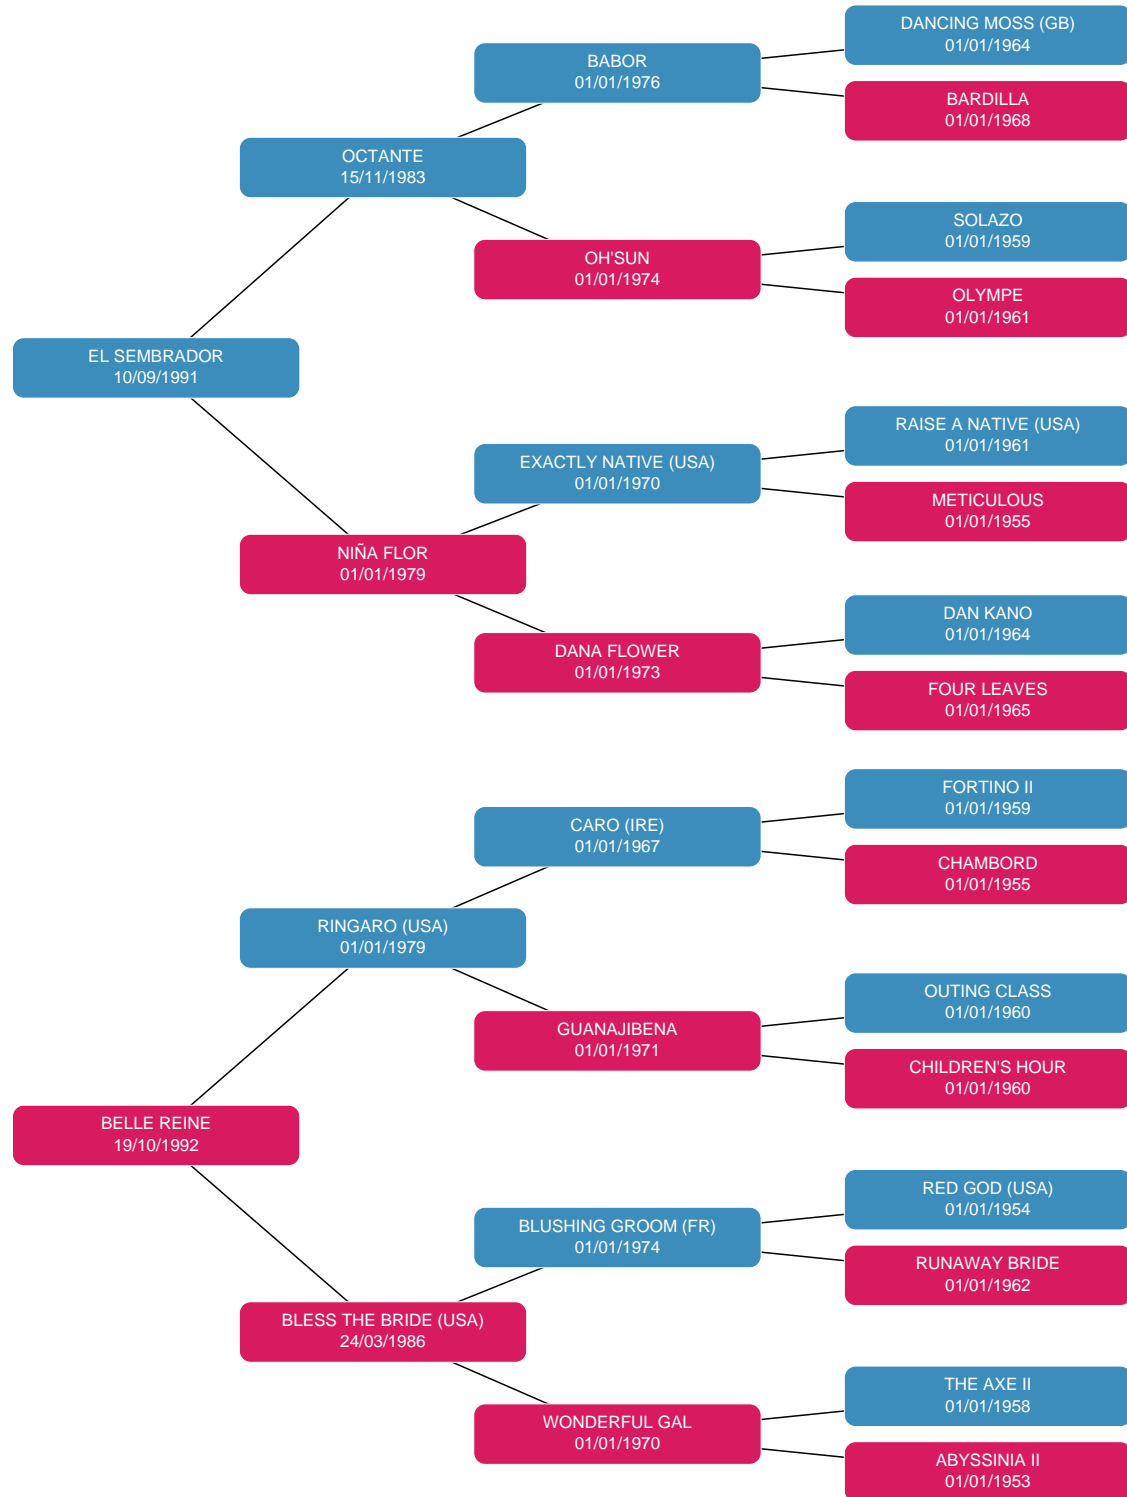 DANCING MOSS (GB)
01/01/1964
BABOR
01/01/1976
BARDILLA
01/01/1968
OCTANTE
15/11/1983
SOLAZO
01/01/1959
OH'SUN
01/01/1974
OLYMPE
01/01/1961
EL SEMBRADOR
10/09/1991
RAISE A NATIVE (USA)
01/01/1961
EXACTLY NATIVE (USA)
01/01/1970
METICULOUS
01/01/1955
NIÑA FLOR
01/01/1979
DAN KANO
01/01/1964
DANA FLOWER
01/01/1973
FOUR LEAVES
01/01/1965
FORTINO II
01/01/1959
CARO (IRE)
01/01/1967
CHAMBORD
01/01/1955
RINGARO (USA)
01/01/1979
OUTING CLASS
01/01/1960
GUANAJIBENA
01/01/1971
CHILDREN'S HOUR
01/01/1960
BELLE REINE
19/10/1992
RED GOD (USA)
01/01/1954
BLUSHING GROOM (FR)
01/01/1974
RUNAWAY BRIDE
01/01/1962
BLESS THE BRIDE (USA)
24/03/1986
THE AXE II
01/01/1958
WONDERFUL GAL
01/01/1970
ABYSSINIA II
01/01/1953